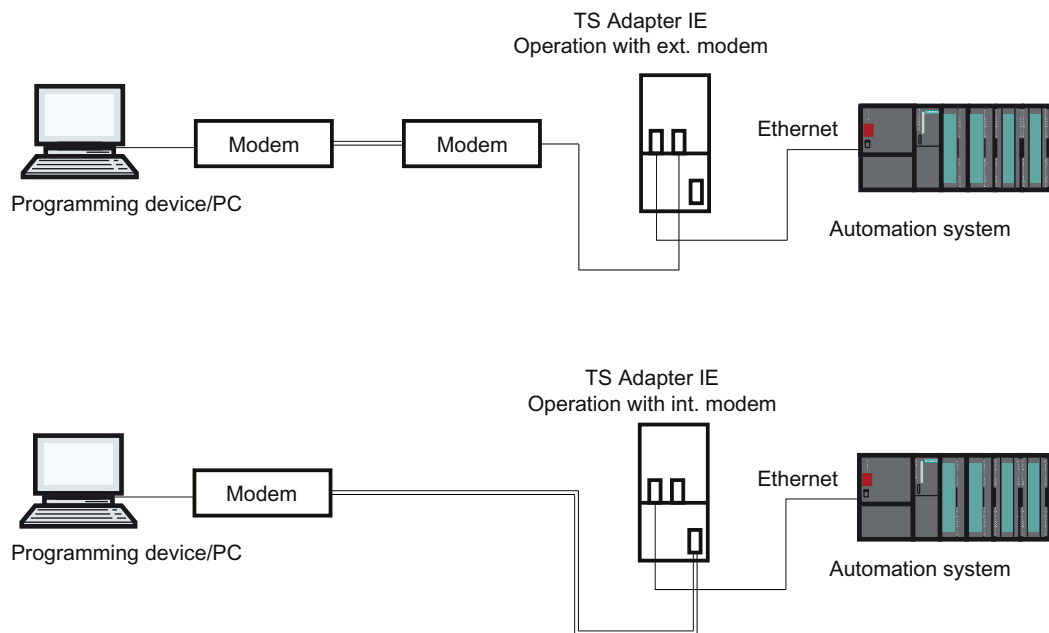 TS Adapter IE
Operation with ext. modem
Ethernet
Modem
Modem
Programming device/PC
Automation system
TS Adapter IE
Operation with int. modem
Ethernet
Modem
Programming device/PC
Automation system